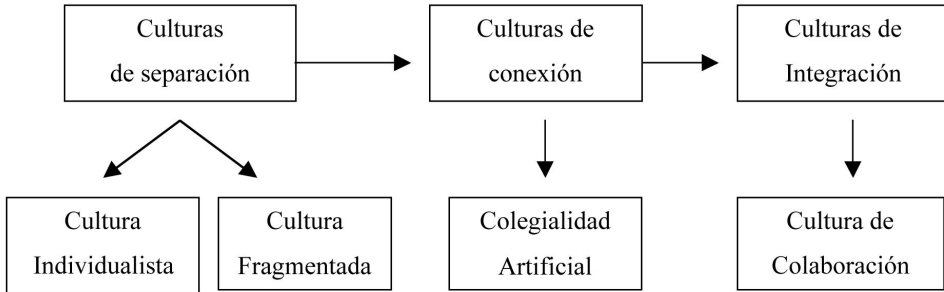 Culturas
de separación
Culturas de
conexión
Culturas de
Integración
Cultura
Individualista
Cultura
Fragmentada
Colegialidad
Artificial
Cultura de
Colaboración